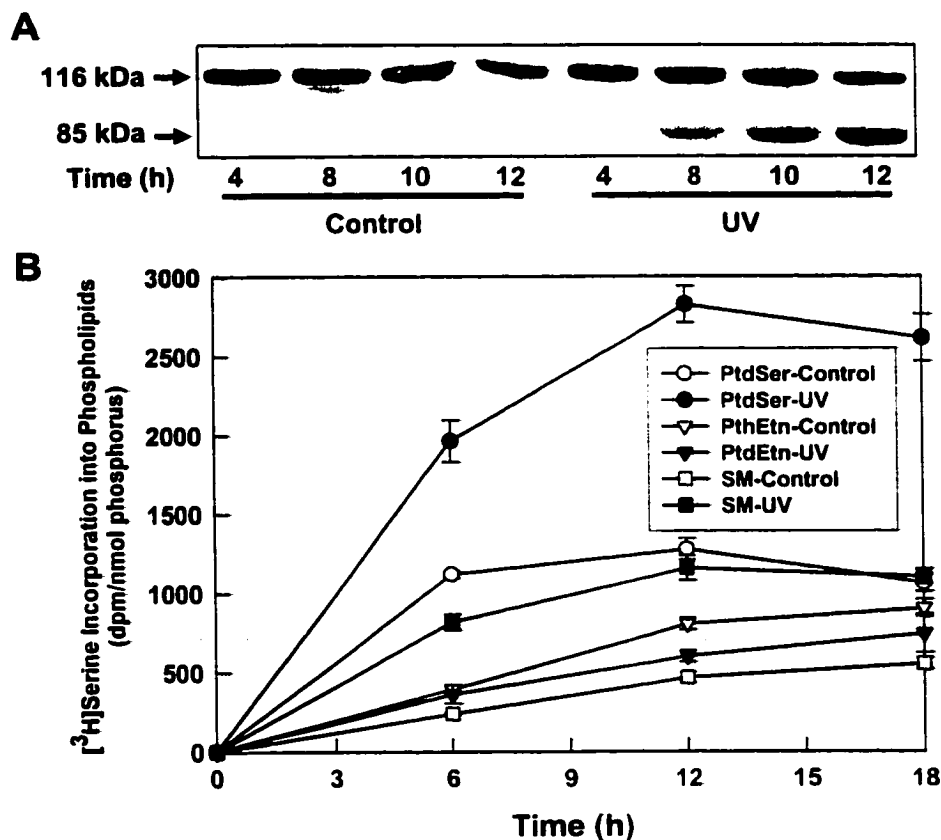 A
116 kDa
85 kDa
Time (h) 4 8 10 12 4 8 10 12
Control UV
B
[³H]Serine Incorporation into Phospholipids
(dpm/nmol phosphorus)
3000
2500
2000
1500
1000
500
0
PtdSer-Control
PtdSer-UV
PthEtn-Control
PtdEtn-UV
SM-Control
SM-UV
0 3 6 9 12 15 18
Time (h)